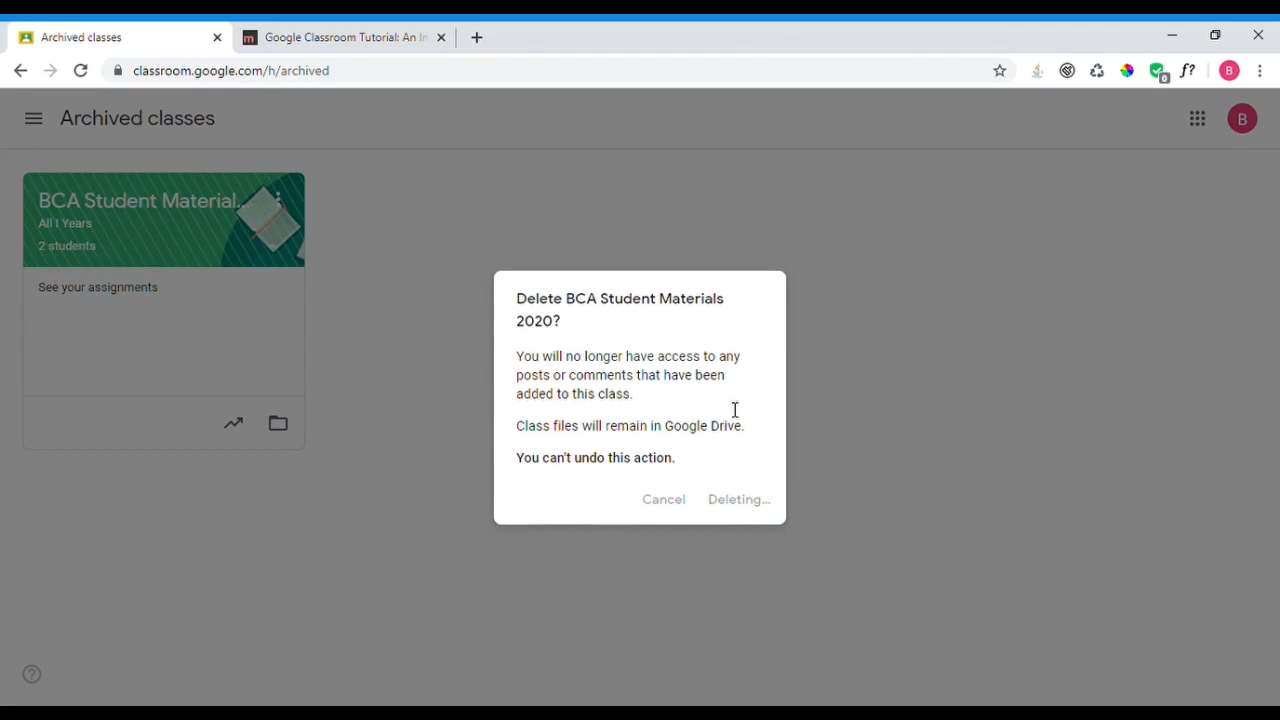 Archived classes
Google Classroom Tutorial: An In
classroom.google.com/h/archived
0
f?
B
Archived classes
B
BCA Student Material...
All I Years
2 students
See your assignments
Delete BCA Student Materials
2020?
You will no longer have access to any
posts or comments that have been
added to this class.
Class files will remain in Google Drive.
You can't undo this action.
Cancel Deleting...